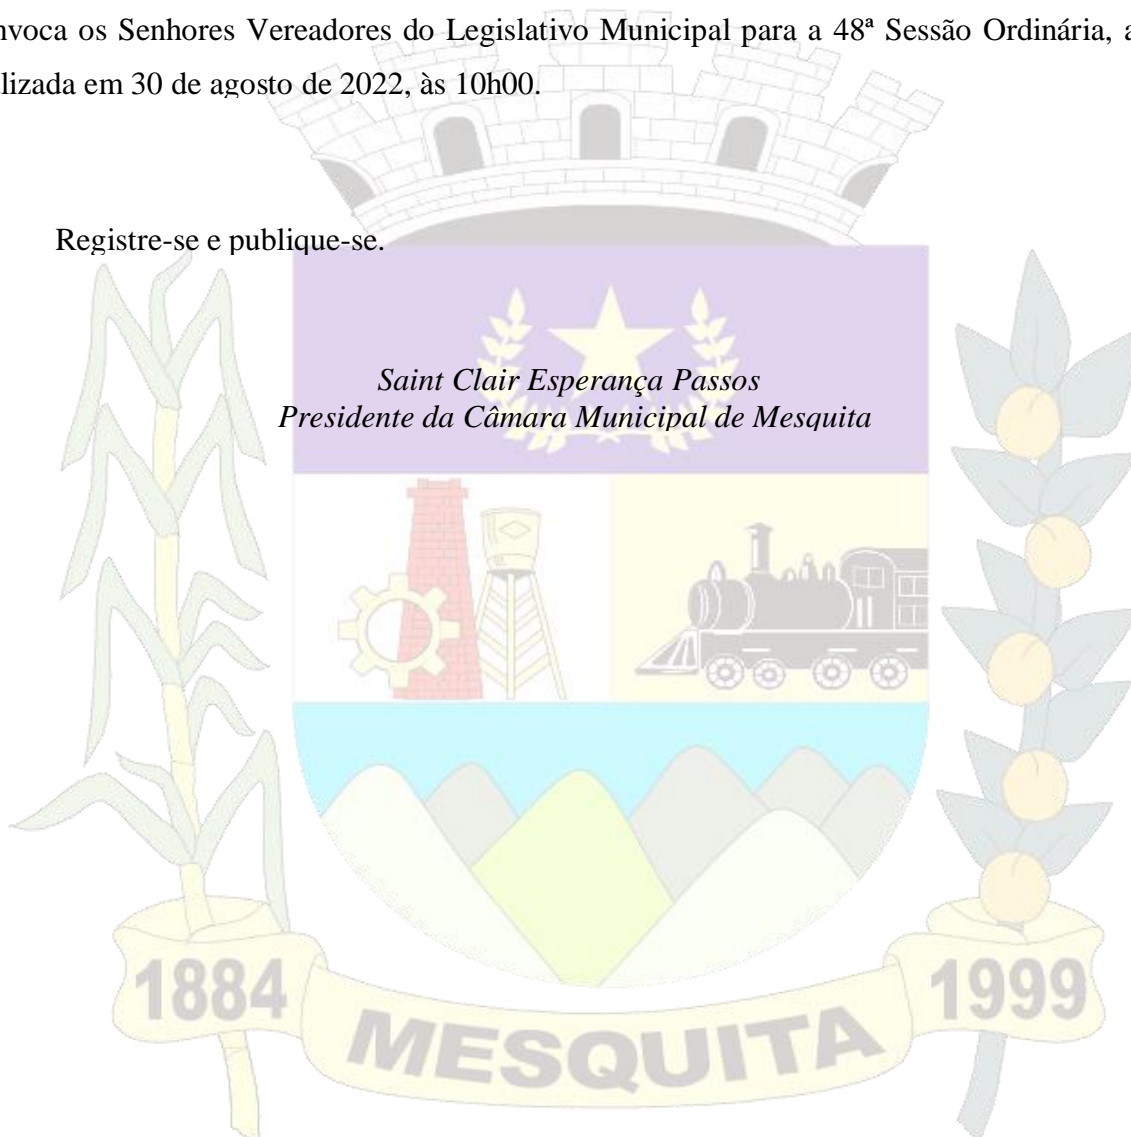 nvoca os Senhores Vereadores do Legislativo Municipal para a 48ª Sessão Ordinária, a
lizada em 30 de agosto de 2022, às 10h00.
Registre-se e publique-se.
Saint Clair Esperança Passos
Presidente da Câmara Municipal de Mesquita
1884
MESQUITA
1999